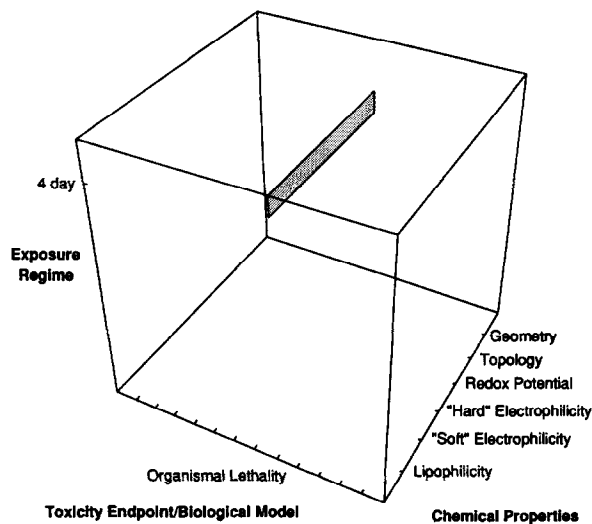 4 day
Exposure
Regime
Geometry
Topology
Redox Potential
"Hard" Electrophilicity
"Soft" Electrophilicity
Lipophilicity
Organismal Lethality
Toxicity Endpoint/Biological Model
Chemical Properties